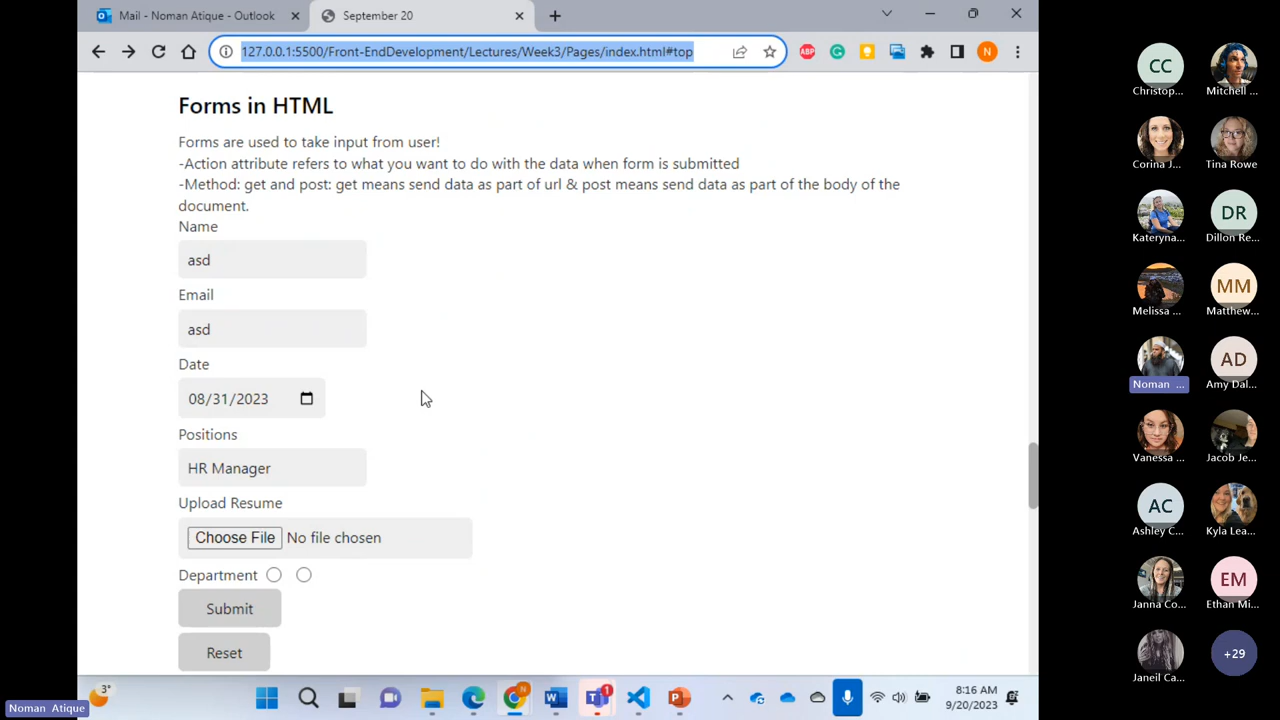 Mail - Noman Atique - Outlook
September 20
127.0.0.1:5500/Front-EndDevelopment/Lectures/Week3/Pages/index.html#top
ABP
N
Forms in HTML
Forms are used to take input from user!
-Action attribute refers to what you want to do with the data when form is submitted
-Method: get and post: get means send data as part of url & post means send data as part of the body of the
document.
Name
asd
Email
asd
Date
08/31/2023
Positions
HR Manager
Upload Resume
Choose File No file chosen
Department
Submit
Reset
3°
N
1
8:16 AM
9/20/2023
Noman Atique
CC
Christop...
Mitchell ...
Corina J...
Tina Rowe
Kateryna...
DR
Dillon Re...
Melissa ...
MM
Matthew...
Noman ...
AD
Amy Dal...
Vanessa ...
Jacob Je...
AC
Ashley C...
Kyla Lea...
Janna Co...
EM
Ethan Mi...
Janeil Ca...
+29